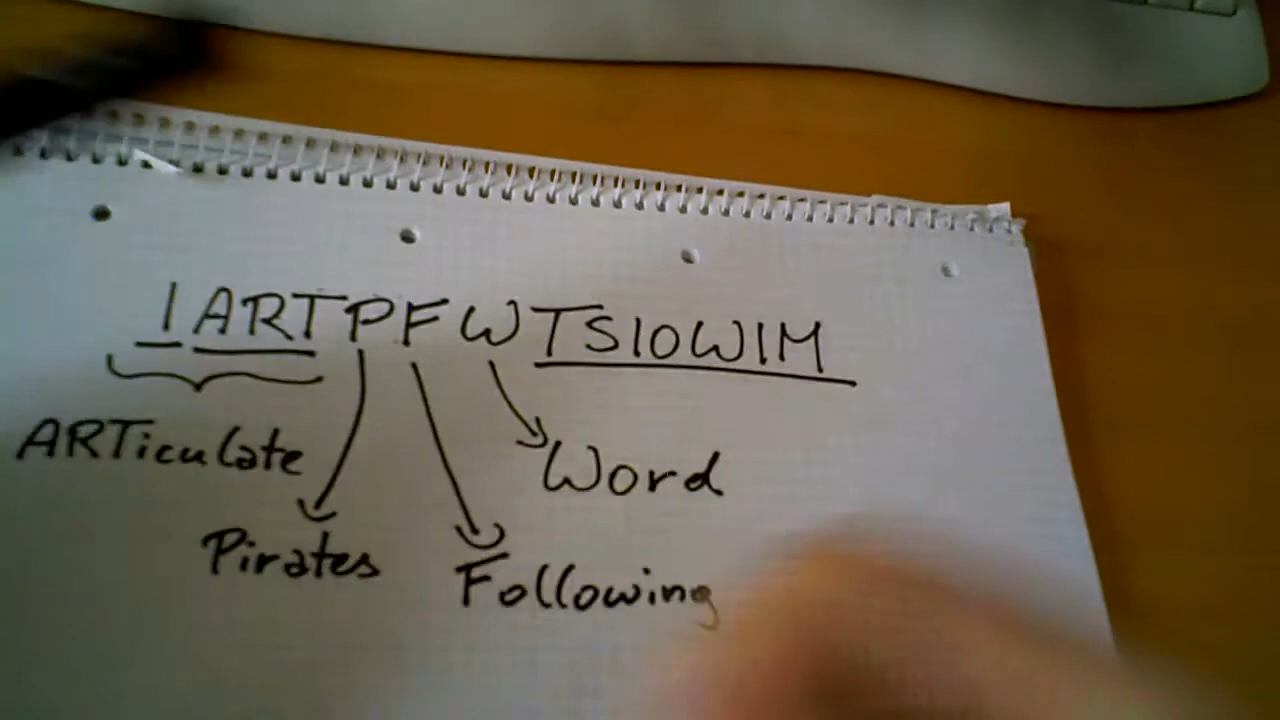 IARTPFWTSIOWIM
ARTiculate
Word
Pirates
Following